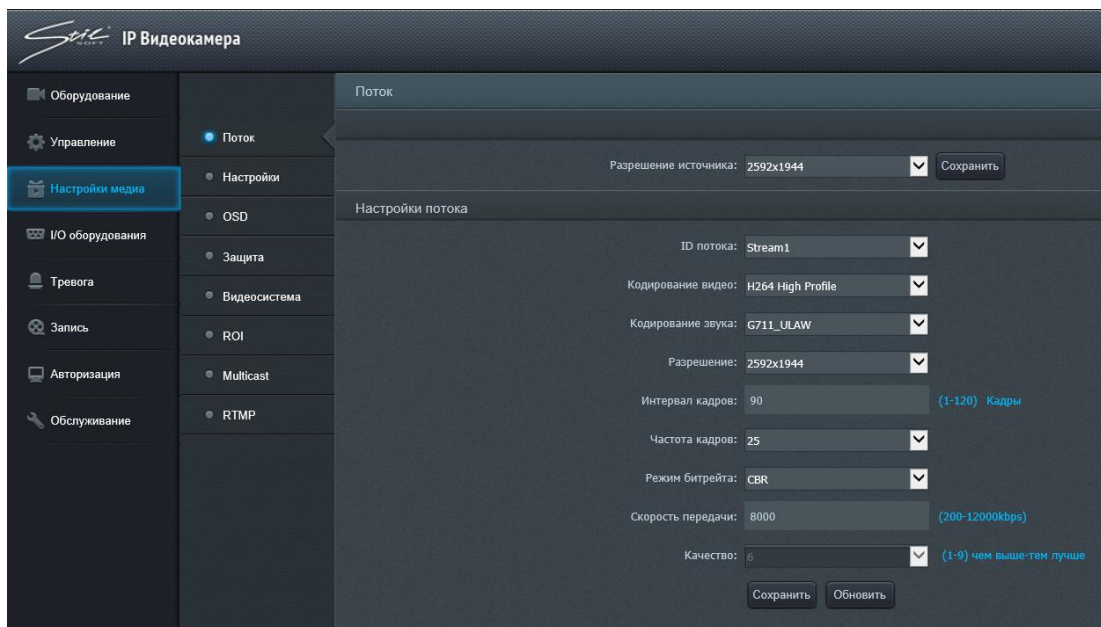 Stil SOFT IP Видеокамера
Оборудование
Управление
Настройки медиа
I/O оборудования
Тревога
Запись
Авторизация
Обслуживание
Поток
Настройки
OSD
Защита
Видеосистема
ROI
Multicast
RTMP
Поток
Разрешение источника: 2592x1944 Сохранить
Настройки потока
ID потока: Stream1
Кодирование видео: H264 High Profile
Кодирование звука: G711_ULAW
Разрешение: 2592x1944
Интервал кадров: 90 (1-120) Кадры
Частота кадров: 25
Режим битрейта: CBR
Скорость передачи: 8000 (200-12000kbps)
Качество: 6 (1-9) чем выше-тем лучше
Сохранить Обновить